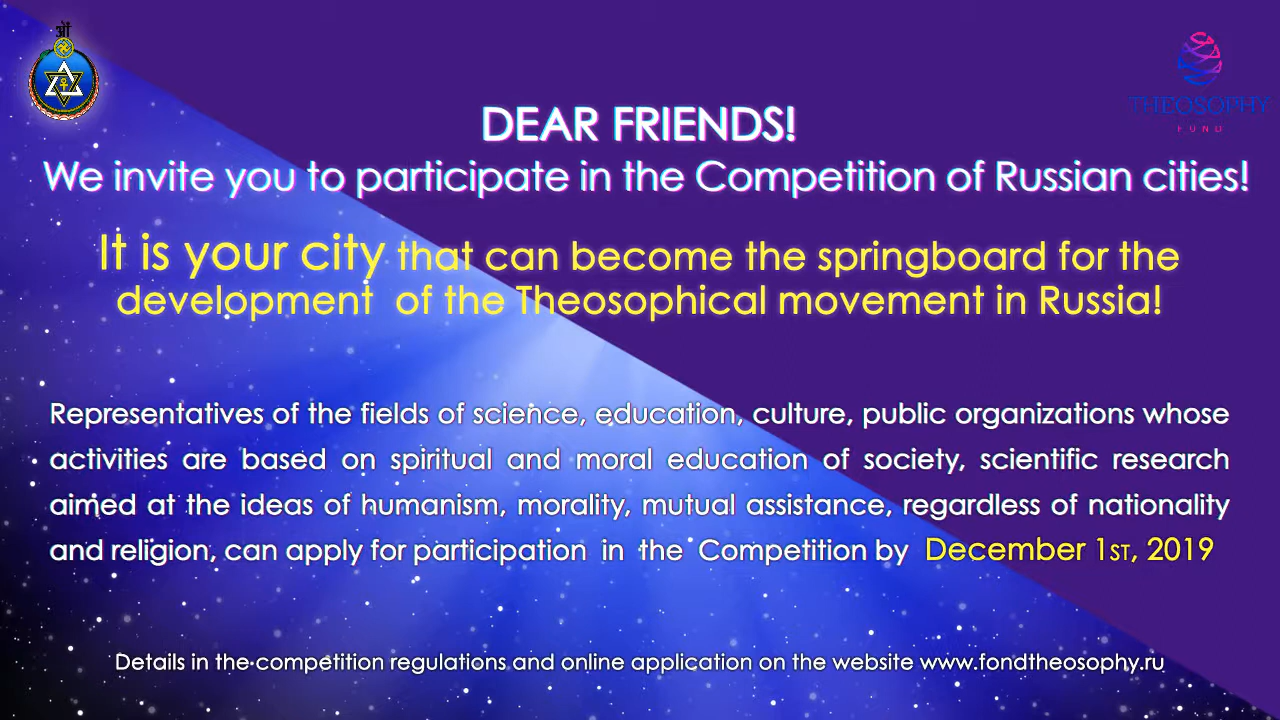 ओं
THEOSOPHY
FUND
DEAR FRIENDS!
We invite you to participate in the Competition of Russian cities!
It is your city that can become the springboard for the
development of the Theosophical movement in Russia!
Representatives of the fields of science, education, culture, public organizations whose
activities are based on spiritual and moral education of society, scientific research
aimed at the ideas of humanism, morality, mutual assistance, regardless of nationality
and religion, can apply for participation in the Competition by December 1ST, 2019
Details in the competition regulations and online application on the website www.fondtheosophy.ru